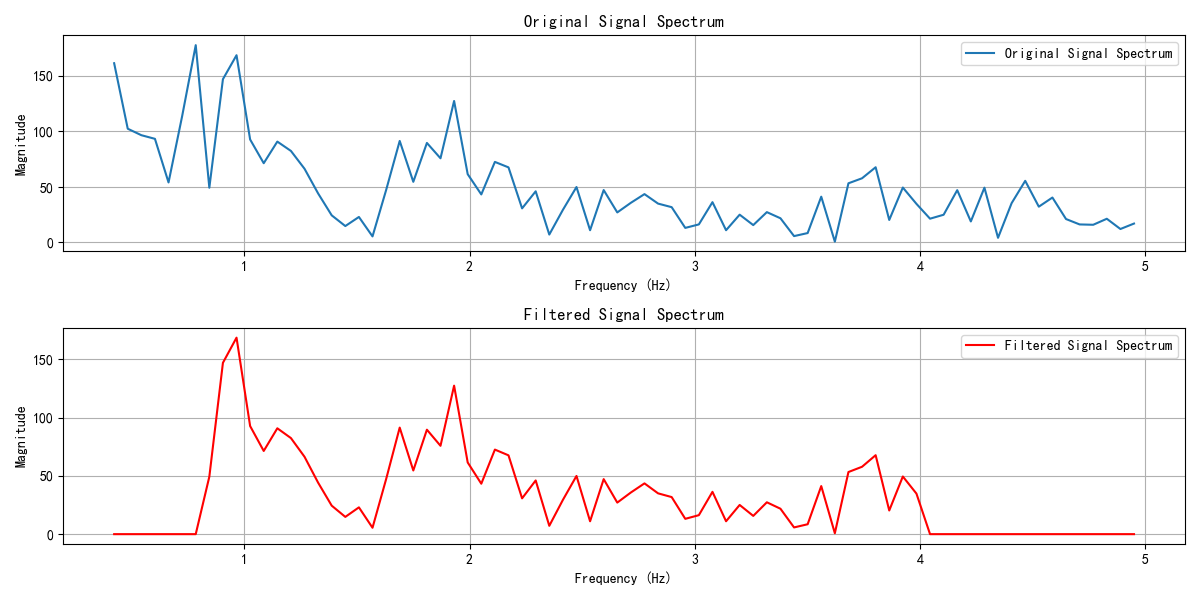 Original Signal Spectrum
Original Signal Spectrum
Magnitude
150
100
50
0
1 2 3 4 5
Frequency (Hz)
Filtered Signal Spectrum
Filtered Signal Spectrum
Magnitude
150
100
50
0
1 2 3 4 5
Frequency (Hz)